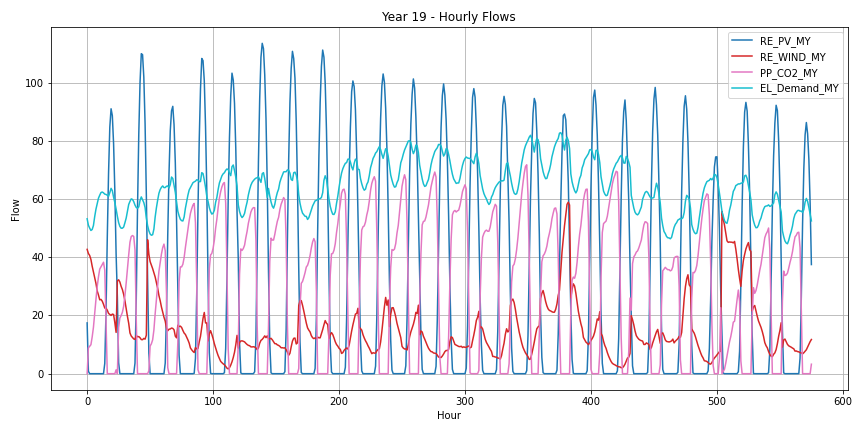 Year 19 - Hourly Flows
RE_PV_MY
RE_WIND_MY
PP_CO2_MY
EL_Demand_MY
Flow
100
80
60
40
20
0
0 100 200 300 400 500 600
Hour